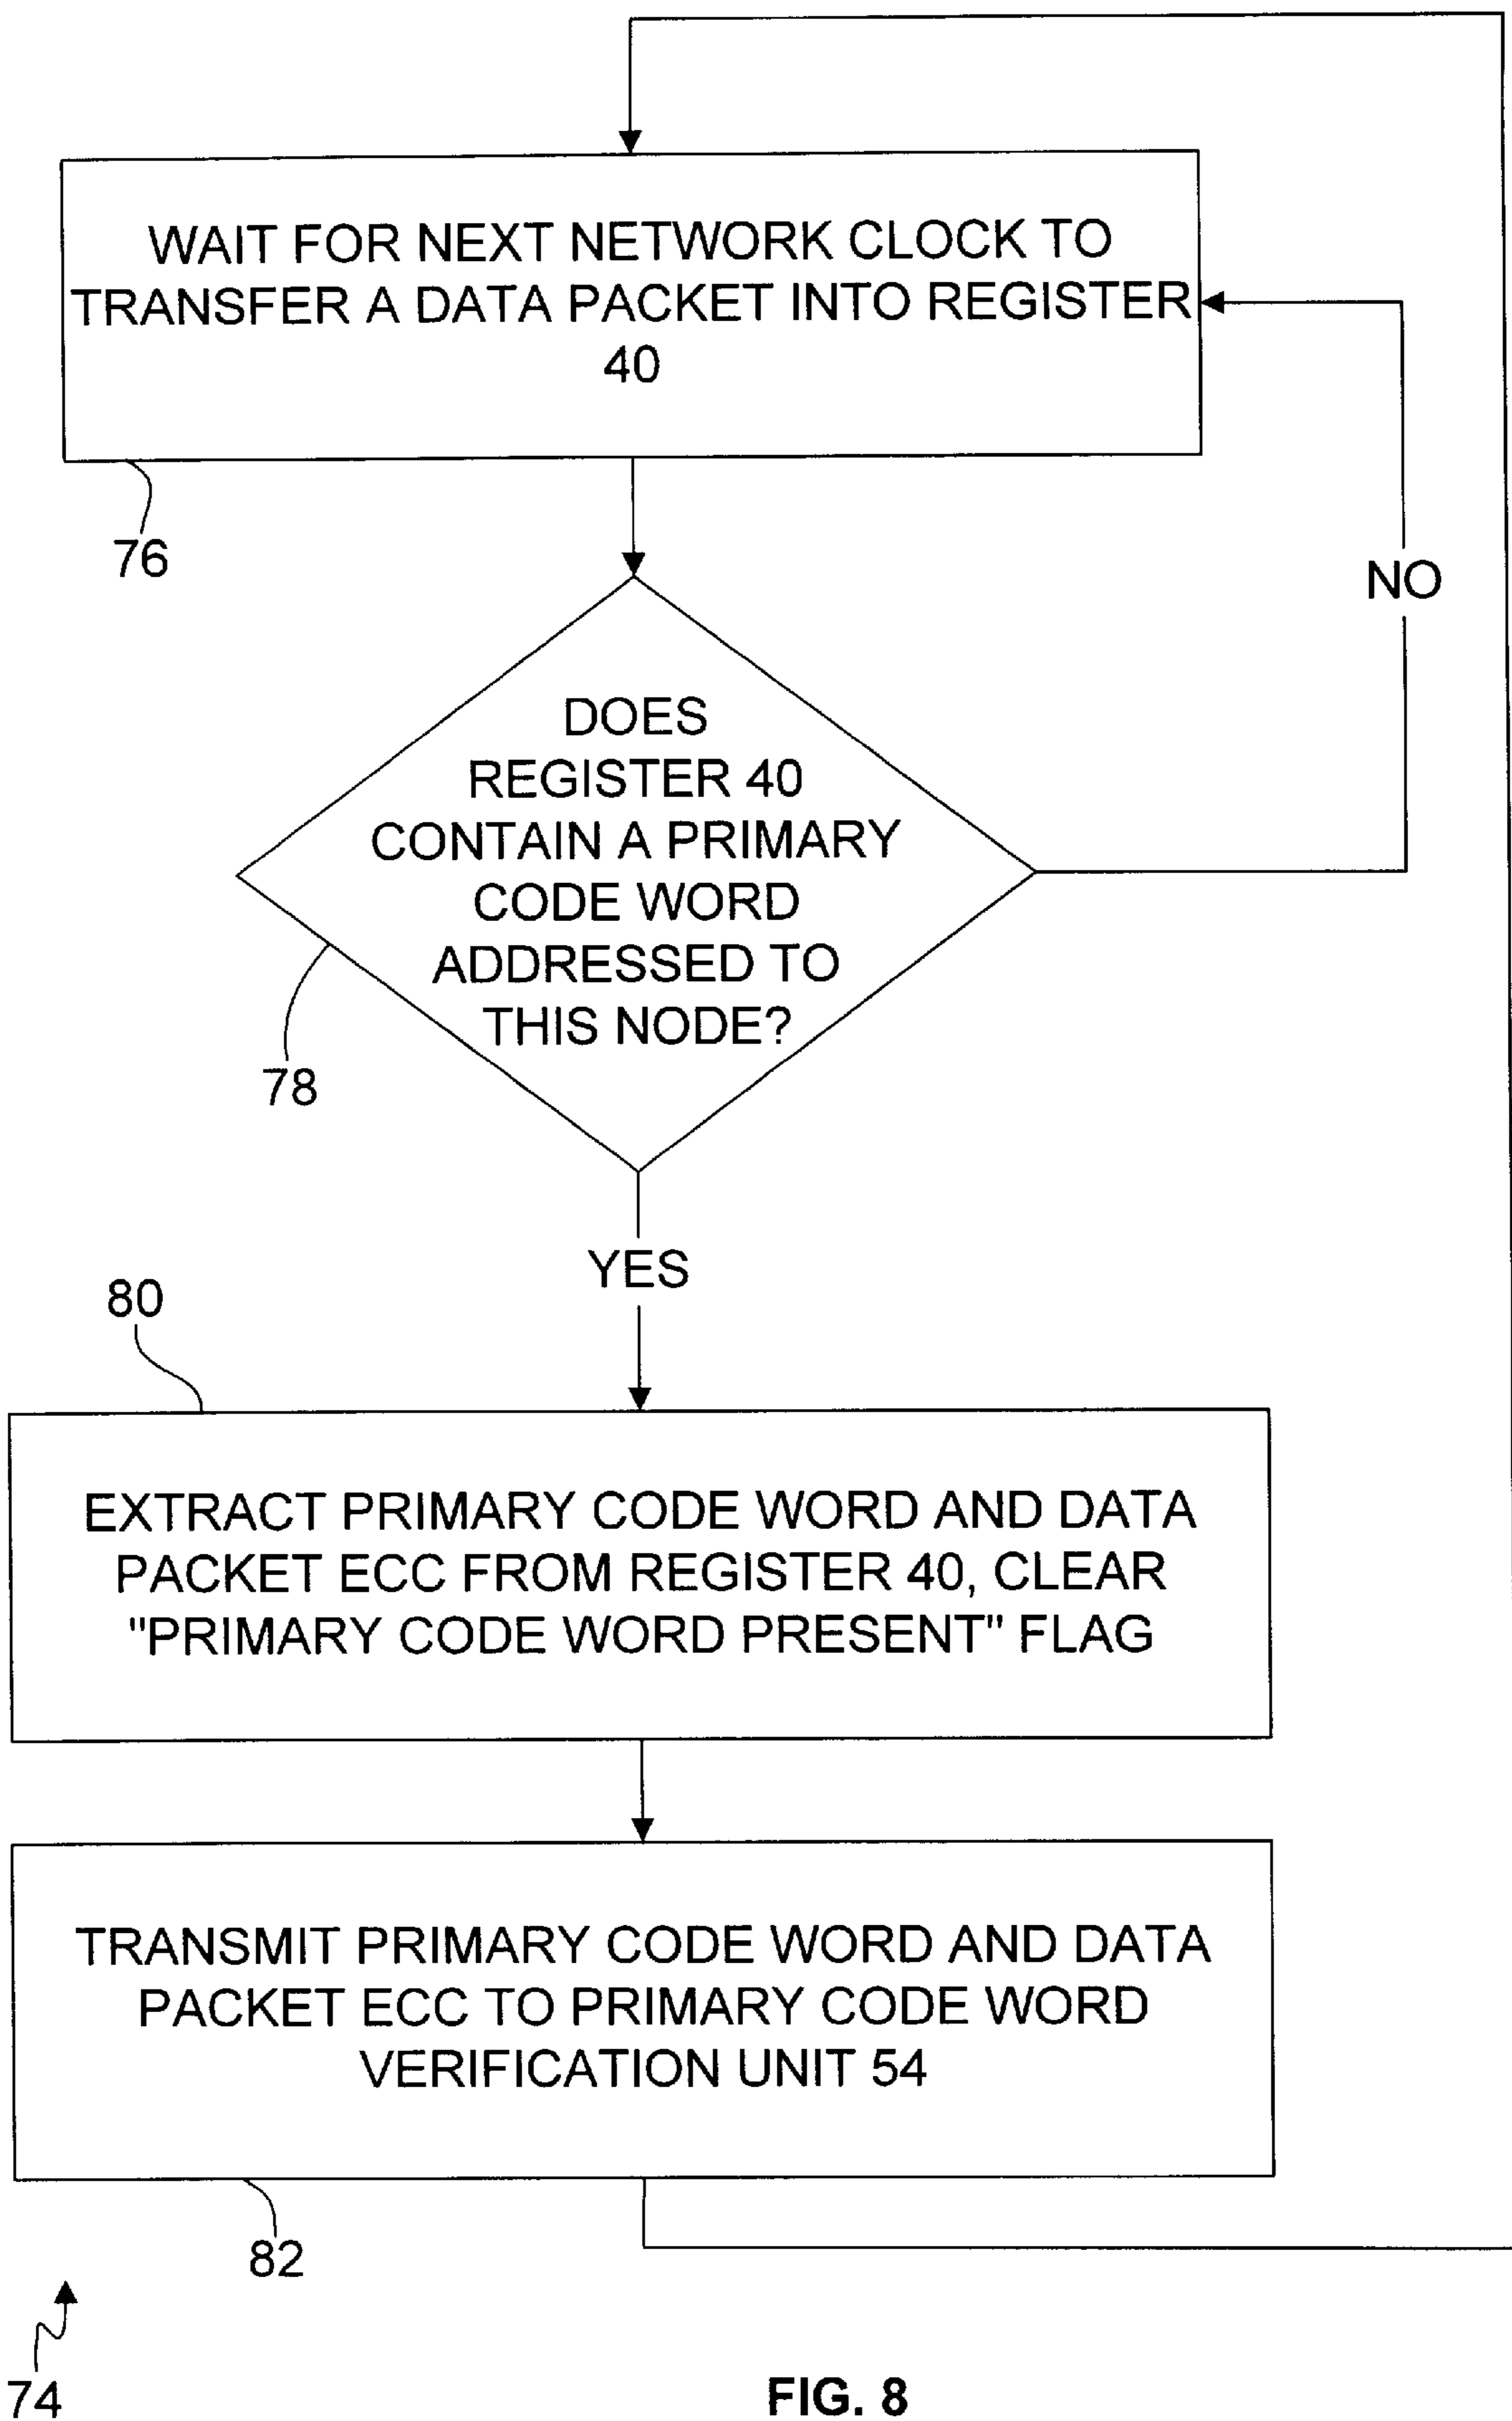 WAIT FOR NEXT NETWORK CLOCK TO
TRANSFER A DATA PACKET INTO REGISTER
40
76
NO
DOES
REGISTER 40
CONTAIN A PRIMARY
CODE WORD
ADDRESSED TO
THIS NODE?
78
YES
80
EXTRACT PRIMARY CODE WORD AND DATA
PACKET ECC FROM REGISTER 40, CLEAR
"PRIMARY CODE WORD PRESENT" FLAG
TRANSMIT PRIMARY CODE WORD AND DATA
PACKET ECC TO PRIMARY CODE WORD
VERIFICATION UNIT 54
82
74
FIG. 8